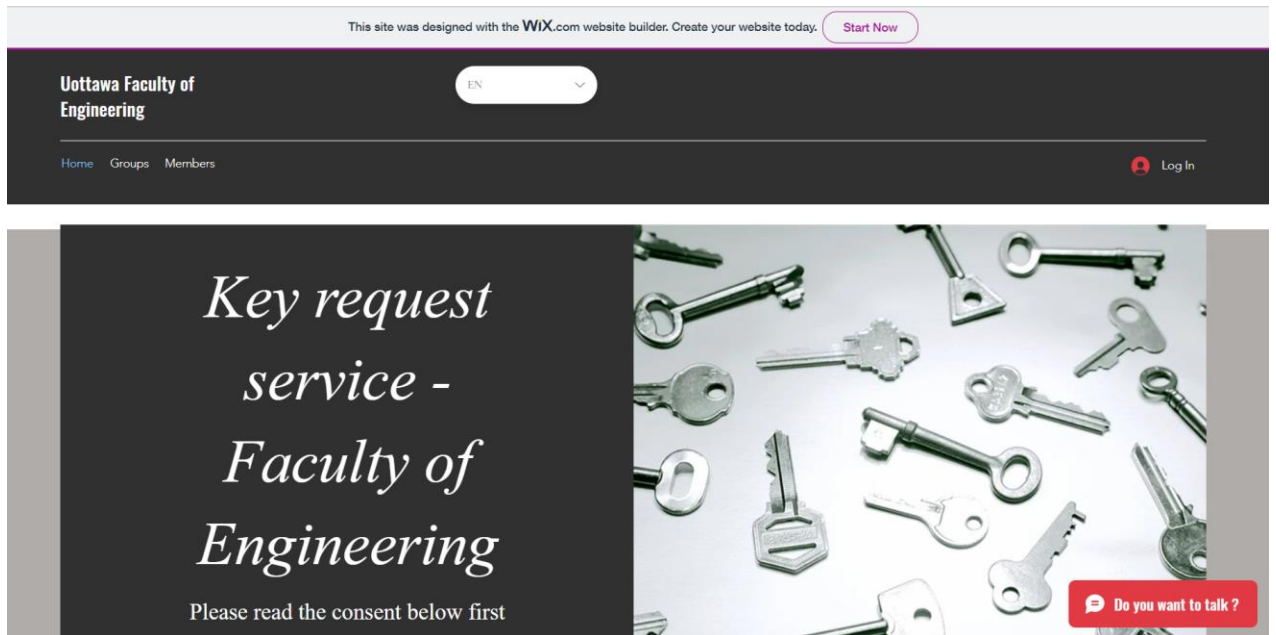 This site was designed with the WiX.com website builder. Create your website today. Start Now
Uottawa Faculty of
Engineering
EN
Home Groups Members
Log In
Key request
service -
Faculty of
Engineering
Please read the consent below first
Do you want to talk ?